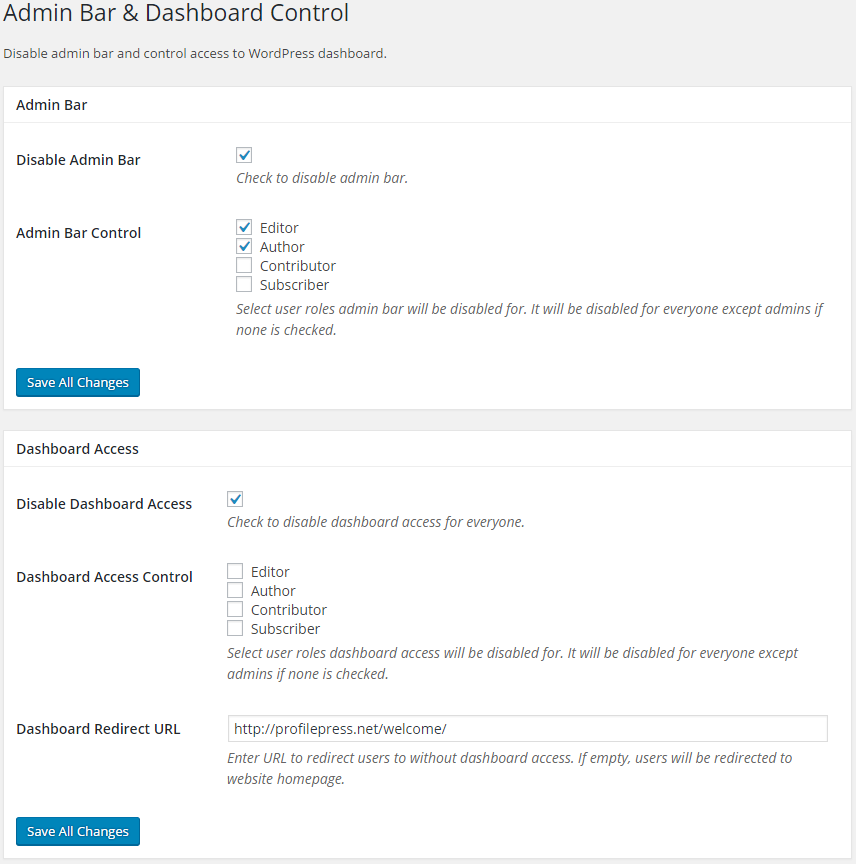 Admin Bar & Dashboard Control
Disable admin bar and control access to WordPress dashboard.
Admin Bar
Disable Admin Bar
Check to disable admin bar.
Admin Bar Control
Editor
Author
Contributor
Subscriber
Select user roles admin bar will be disabled for. It will be disabled for everyone except admins if
none is checked.
Save All Changes
Dashboard Access
Disable Dashboard Access
Check to disable dashboard access for everyone.
Dashboard Access Control
Editor
Author
Contributor
Subscriber
Select user roles dashboard access will be disabled for. It will be disabled for everyone except
admins if none is checked.
Dashboard Redirect URL
http://profilepress.net/welcome/
Enter URL to redirect users to without dashboard access. If empty, users will be redirected to
website homepage.
Save All Changes